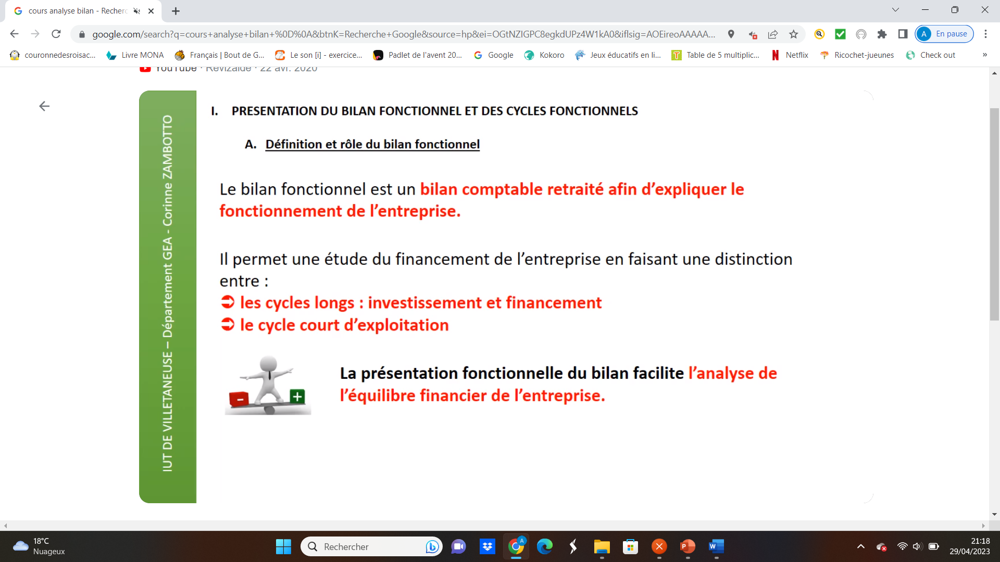 cours analyse bilan - Recherc
google.com/search?q=cours+analyse+bilan+%0D%0A&btnK=Recherche+Google&source=hp&ei=OGtNZIGPC8egkdUPz4W1kA0&iflsig=AOEireoAAAAA...
A En pause
couronnedesroisac...
Livre MONA
Français | Bout de G...
Le son [i] - exercice...
Padlet de l'avent 20...
Google
Kokoro
Jeux éducatifs en li...
Table de 5 multiplic...
Netflix
Ricochet-jueunes
Check out
»
YouTube · Revizaide · 22 avr. 2020
IUT DE VILLETANEUSE – Département GEA - Corinne ZAMBOTTO
I. PRESENTATION DU BILAN FONCTIONNEL ET DES CYCLES FONCTIONNELS
A. Définition et rôle du bilan fonctionnel
Le bilan fonctionnel est un bilan comptable retraité afin d’expliquer le
fonctionnement de l’entreprise.
Il permet une étude du financement de l’entreprise en faisant une distinction
entre :
➲ les cycles longs : investissement et financement
➲ le cycle court d’exploitation
La présentation fonctionnelle du bilan facilite l’analyse de
l’équilibre financier de l’entreprise.
18°C
Nuageux
Rechercher
21:18
29/04/2023